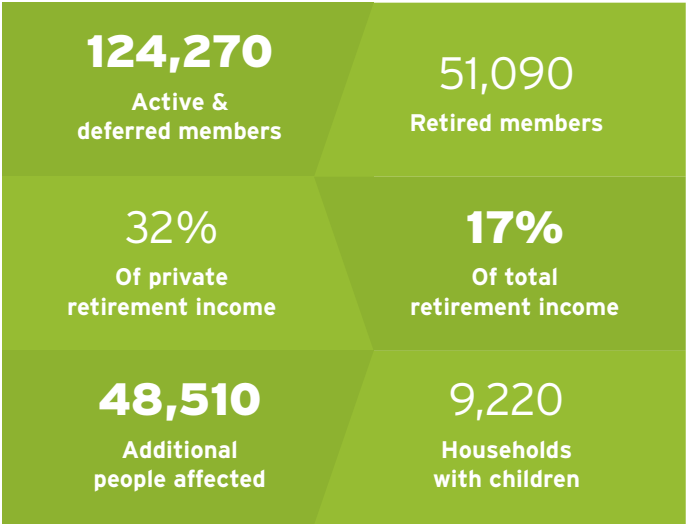 124,270
Active &
deferred members
51,090
Retired members
32%
Of private
retirement income
17%
Of total
retirement income
48,510
Additional
people affected
9,220
Households
with children